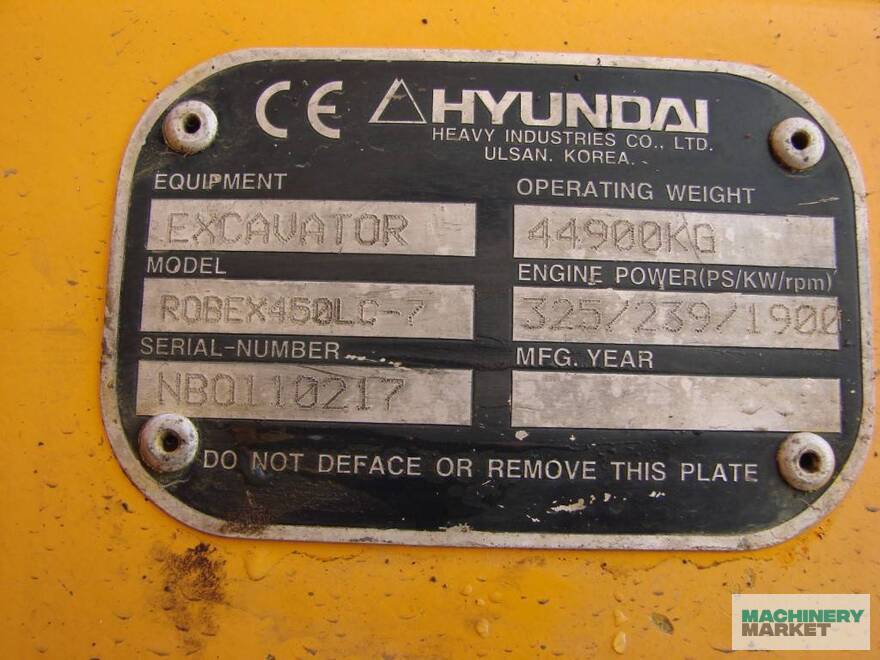 CE HYUNDAI
HEAVY INDUSTRIES CO., LTD.
ULSAN. KOREA.
EQUIPMENT
EXCAVATOR
OPERATING WEIGHT
44900KG
MODEL
ROBEX450LC-7
ENGINE POWER(PS/KW/rpm)
325/239/1900
SERIAL-NUMBER
NB0110217
MFG. YEAR
DO NOT DEFACE OR REMOVE THIS PLATE
MACHINERY
MARKET